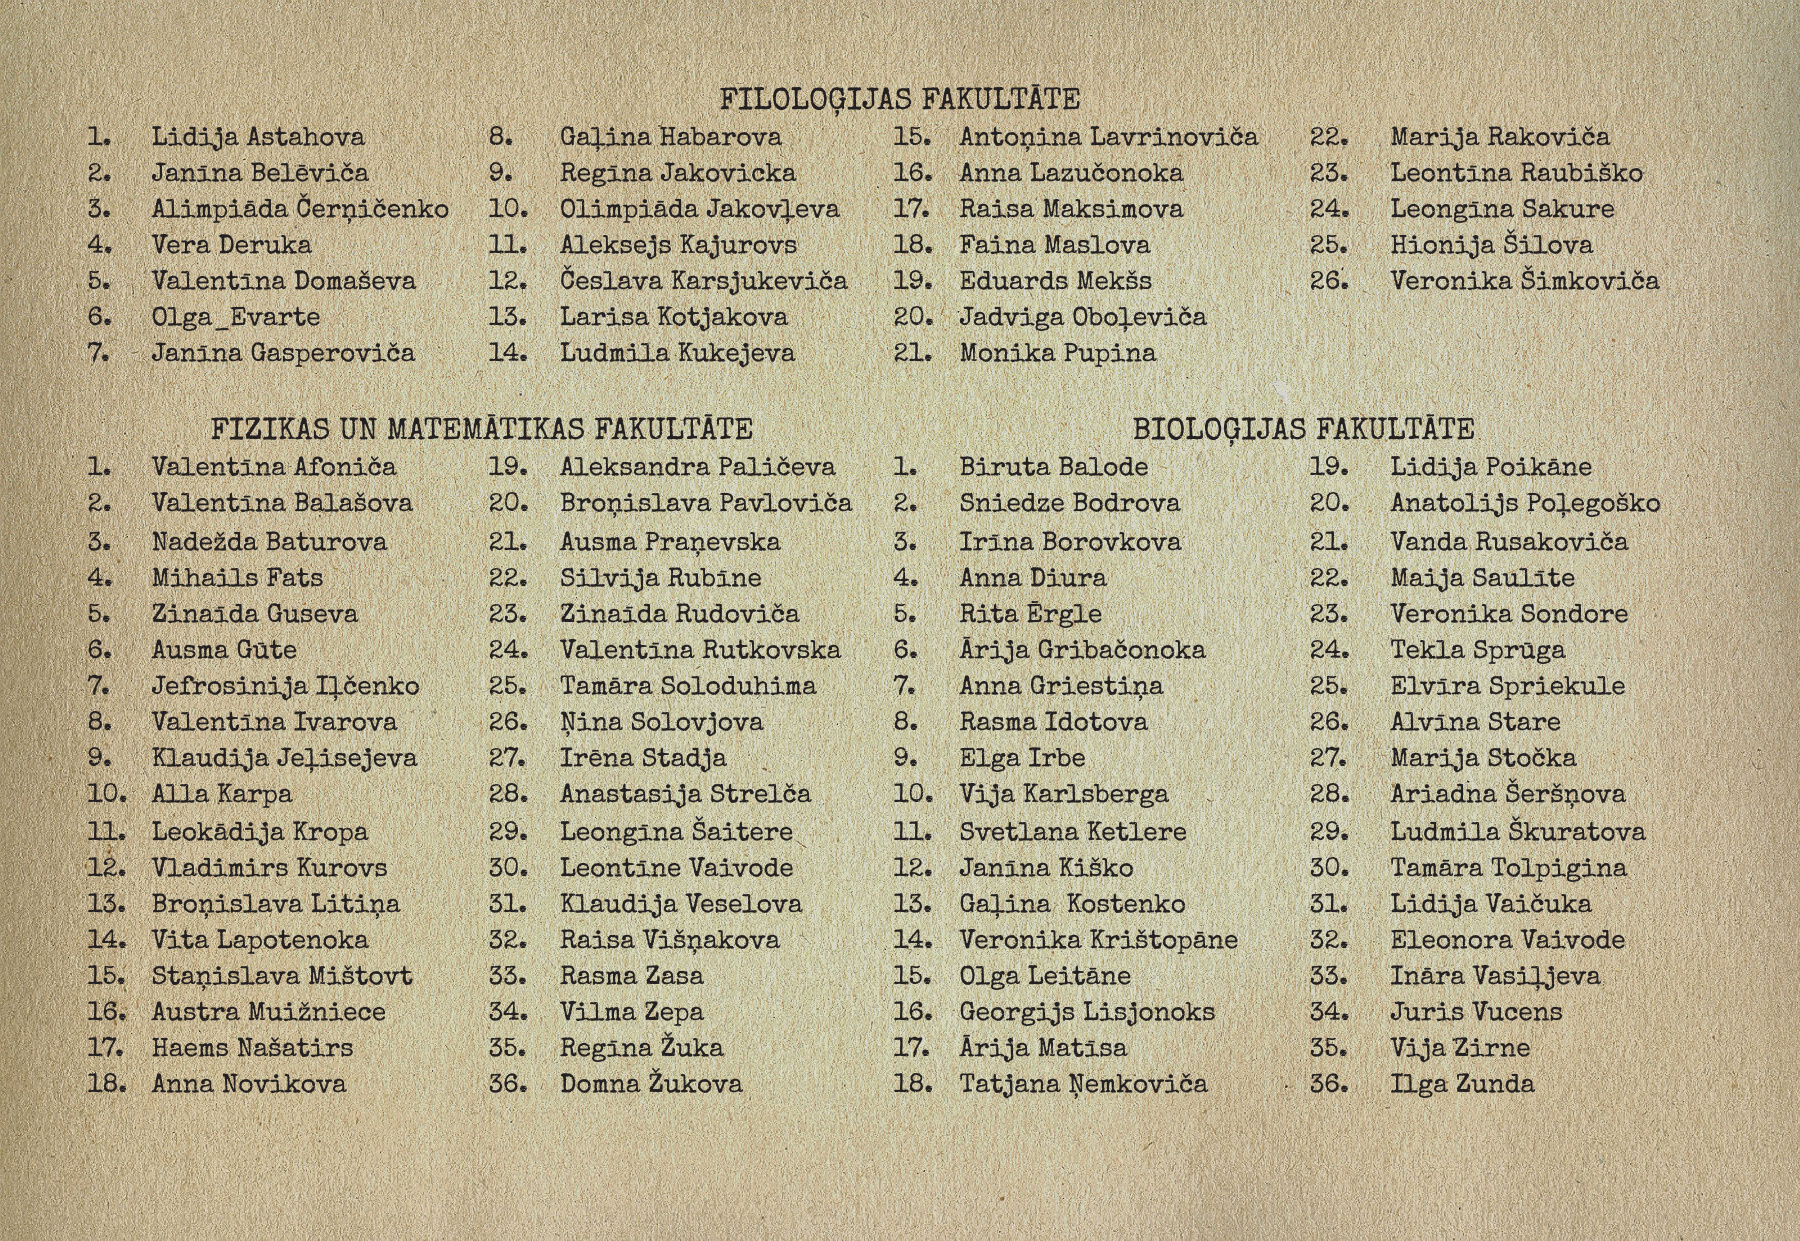 FILOLOĢIJAS FAKULTĀTE
1. Lidija Astahova
2. Janīna Belēviča
3. Alimpiāda Čerņičenko
4. Vera Deruka
5. Valentīna Domaševa
6. Olga_Evarte
7. Janīna Gasperoviča
8. Gaļina Habarova
9. Regīna Jakovicka
10. Olimpiāda Jakovļeva
11. Aleksejs Kajurovs
12. Česlava Karsjukeviča
13. Larisa Kotjakova
14. Ludmila Kukejeva
15. Antoņina Lavrinoviča
16. Anna Lazučonoka
17. Raisa Maksimova
18. Faina Maslova
19. Eduards Mekšs
20. Jadviga Oboļeviča
21. Monika Pupina
22. Marija Rakoviča
23. Leontīna Raubiško
24. Leongīna Sakure
25. Hionija Šilova
26. Veronika Šimkoviča
FIZIKAS UN MATEMĀTIKAS FAKULTĀTE
1. Valentīna Afoniča
2. Valentīna Balašova
3. Nadežda Baturova
4. Mihails Fats
5. Zinaīda Guseva
6. Ausma Gūte
7. Jefrosinija Iļčenko
8. Valentīna Ivarova
9. Klaudija Jeļisejeva
10. Alla Karpa
11. Leokādija Kropa
12. Vladimirs Kurovs
13. Broņislava Litiņa
14. Vita Lapotenoka
15. Staņislava Mištovt
16. Austra Muižniece
17. Haems Našatirs
18. Anna Novikova
19. Aleksandra Paličeva
20. Broņislava Pavloviča
21. Ausma Praņevska
22. Silvija Rubīne
23. Zinaīda Rudoviča
24. Valentīna Rutkovska
25. Tamāra Soloduhima
26. Ņina Solovjova
27. Irēna Stadja
28. Anastasija Strelča
29. Leongīna Šaitere
30. Leontīne Vaivode
31. Klaudija Veselova
32. Raisa Višņakova
33. Rasma Zasa
34. Vilma Zepa
35. Regīna Žuka
36. Domna Žukova
BIOLOĢIJAS FAKULTĀTE
1. Biruta Balode
2. Sniedze Bodrova
3. Irīna Borovkova
4. Anna Diura
5. Rita Ērgle
6. Ārija Gribačonoka
7. Anna Griestiņa
8. Rasma Idotova
9. Elga Irbe
10. Vija Karlsberga
11. Svetlana Ketlere
12. Janīna Kiško
13. Gaļina Kostenko
14. Veronika Krištopāne
15. Olga Leitāne
16. Georgijs Lisjonoks
17. Ārija Matīsa
18. Tatjana Ņemkoviča
19. Lidija Poikāne
20. Anatolijs Poļegoško
21. Vanda Rusakoviča
22. Maija Saulīte
23. Veronika Sondore
24. Tekla Sprūga
25. Elvīra Spriekule
26. Alvīna Stare
27. Marija Stočka
28. Ariadna Šeršņova
29. Ludmila Škuratova
30. Tamāra Tolpigina
31. Lidija Vaičuka
32. Eleonora Vaivode
33. Ināra Vasiļjeva
34. Juris Vucens
35. Vija Zirne
36. Ilga Zunda